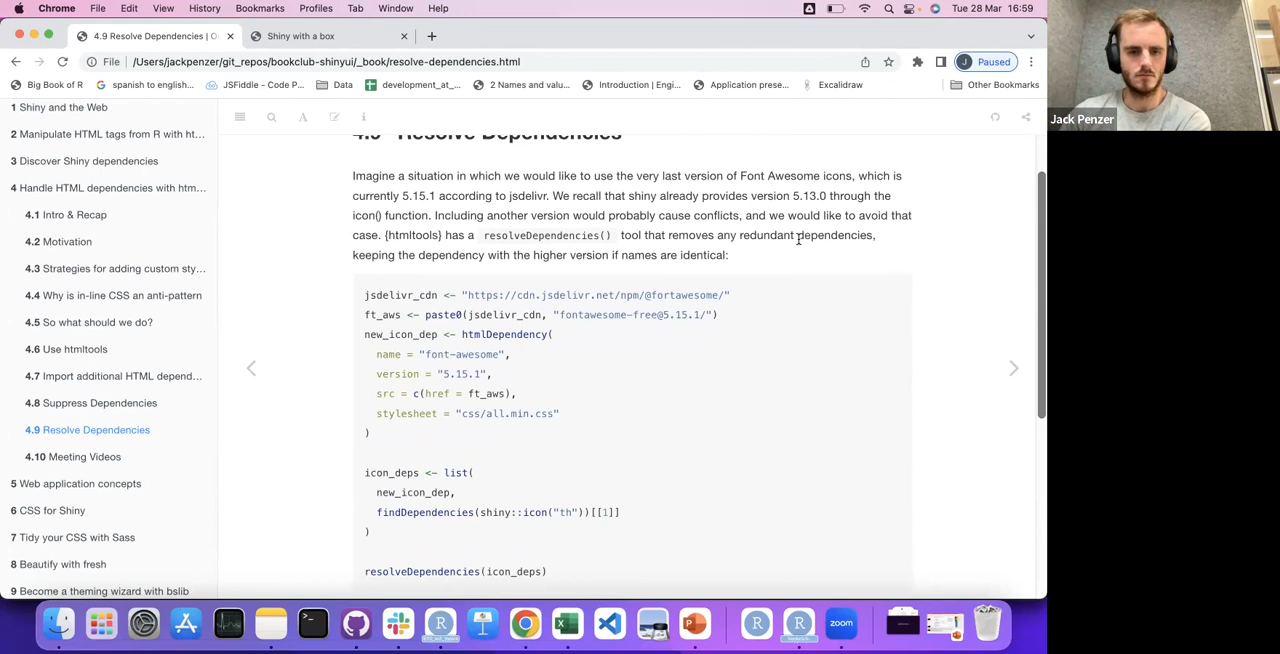 Chrome File Edit View History Bookmarks Profiles Tab Window Help Tue 28 Mar 16:59
4.9 Resolve Dependencies | O Shiny with a box
File /Users/jackpenzer/git_repos/bookclub-shinyui/_book/resolve-dependencies.html J Paused
Big Book of R spanish to english... JSFiddle - Code P... Data development_at_... 2 Names and valu... Introduction | Engi... Application prese... Excalidraw Other Bookmarks
1 Shiny and the Web
2 Manipulate HTML tags from R with ht...
3 Discover Shiny dependencies
4 Handle HTML dependencies with htm...
4.1 Intro & Recap
4.2 Motivation
4.3 Strategies for adding custom sty...
4.4 Why is in-line CSS an anti-pattern
4.5 So what should we do?
4.6 Use htmltools
4.7 Import additional HTML depend...
4.8 Suppress Dependencies
4.9 Resolve Dependencies
4.10 Meeting Videos
5 Web application concepts
6 CSS for Shiny
7 Tidy your CSS with Sass
8 Beautify with fresh
9 Become a theming wizard with bslib
4.9 Resolve Dependencies
Imagine a situation in which we would like to use the very last version of Font Awesome icons, which is
currently 5.15.1 according to jsdelivr. We recall that shiny already provides version 5.13.0 through the
icon() function. Including another version would probably cause conflicts, and we would like to avoid that
case. {htmltools} has a resolveDependencies() tool that removes any redundant dependencies,
keeping the dependency with the higher version if names are identical:
jsdelivr_cdn <- "https://cdn.jsdelivr.net/npm/@fortawesome/"
ft_aws <- paste0(jsdelivr_cdn, "fontawesome-free@5.15.1/")
new_icon_dep <- htmlDependency(
name = "font-awesome",
version = "5.15.1",
src = c(href = ft_aws),
stylesheet = "css/all.min.css"
)
icon_deps <- list(
new_icon_dep,
findDependencies(shiny::icon("th"))[[1]]
)
resolveDependencies(icon_deps)
Jack Penzer
zoom